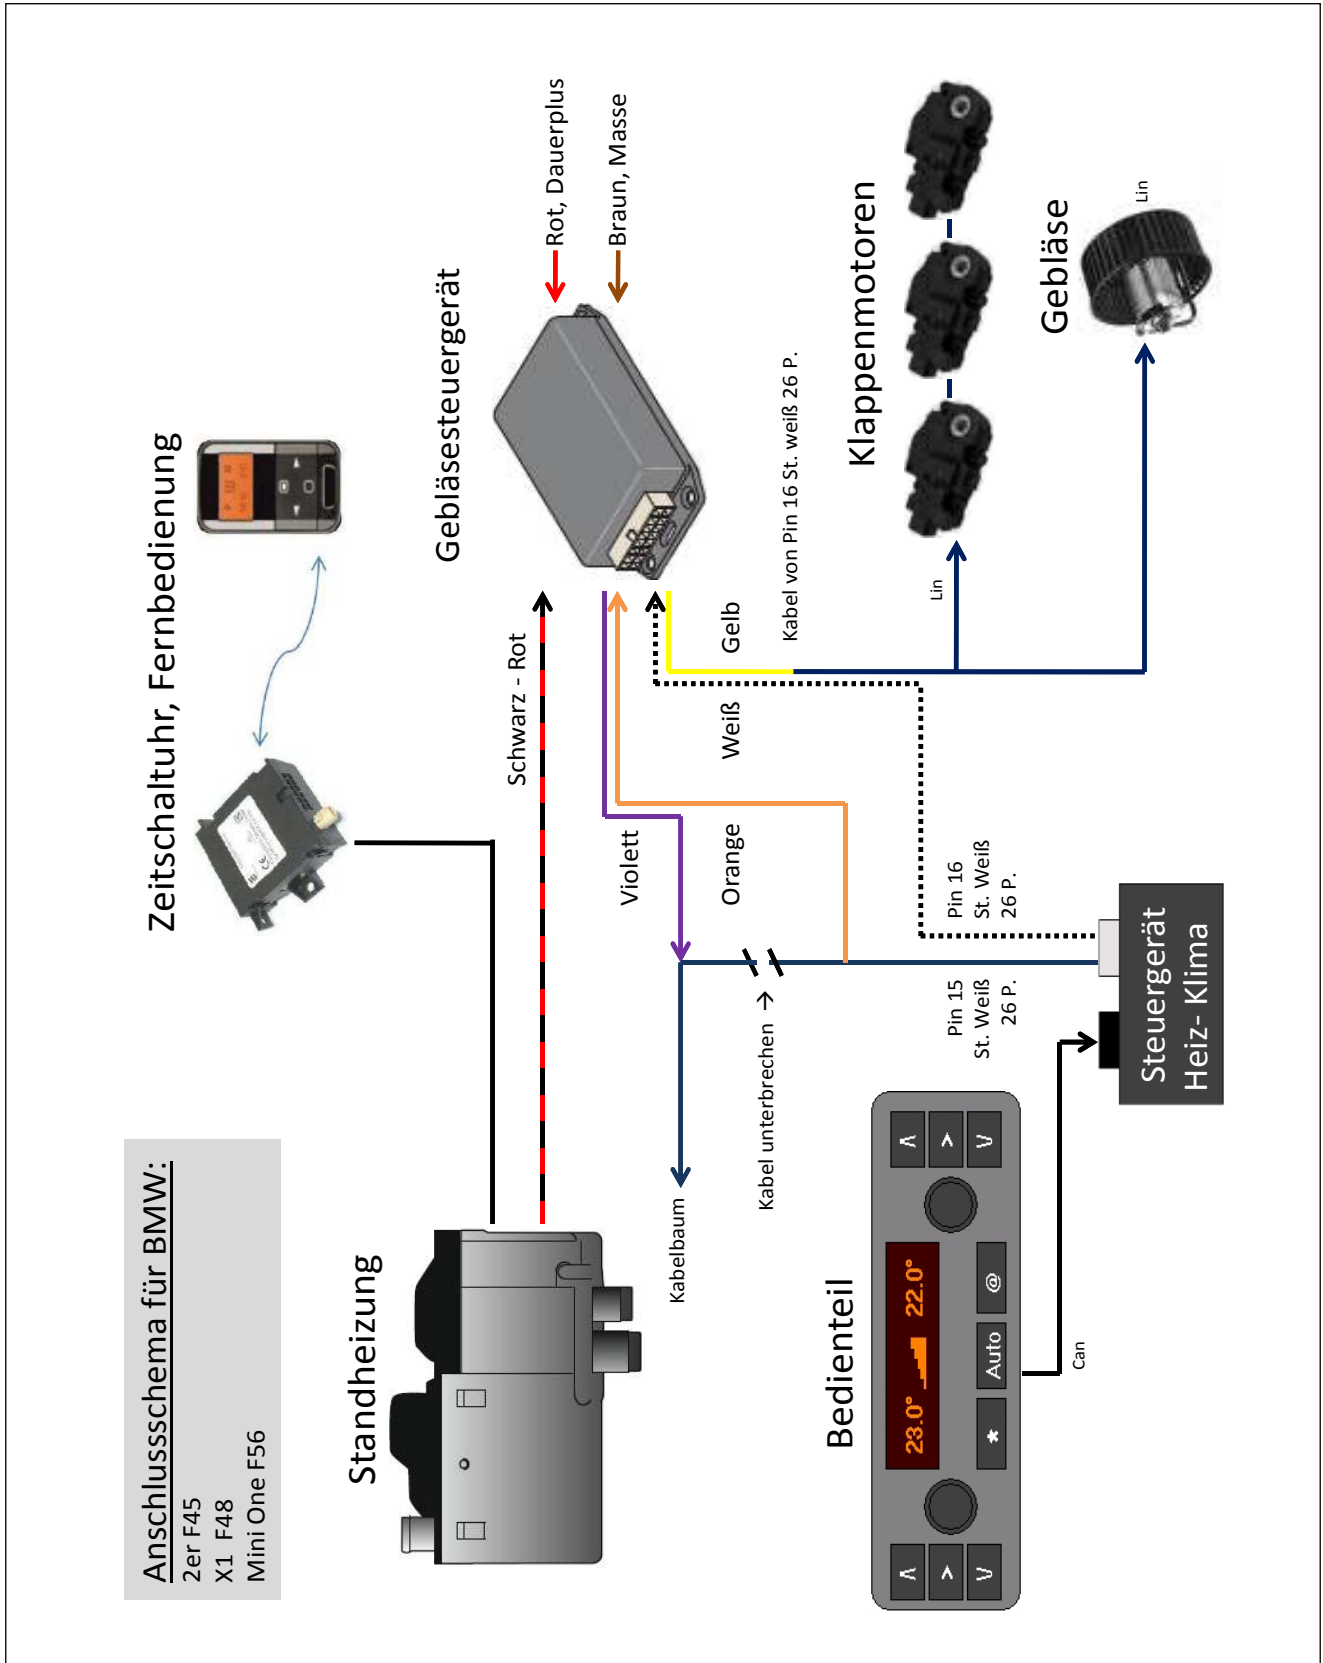 Anschlussschema für BMW:
2er F45
X1 F48
Mini One F56
Zeitschaltuhr, Fernbedienung
Standheizung
Schwarz - Rot
Gebläsesteuergerät
Rot, Dauerplus
Braun, Masse
Violett
Orange
Weiß
Gelb
Kabelbaum
Kabel unterbrechen →
Kabel von Pin 16 St. weiß 26 P.
Klappenmotoren
Lin
Gebläse
Lin
Bedienteil
23.0° 22.0°
Auto
@
Can
Pin 15
St. Weiß
26 P.
Pin 16
St. Weiß
26 P.
Steuergerät
Heiz- Klima